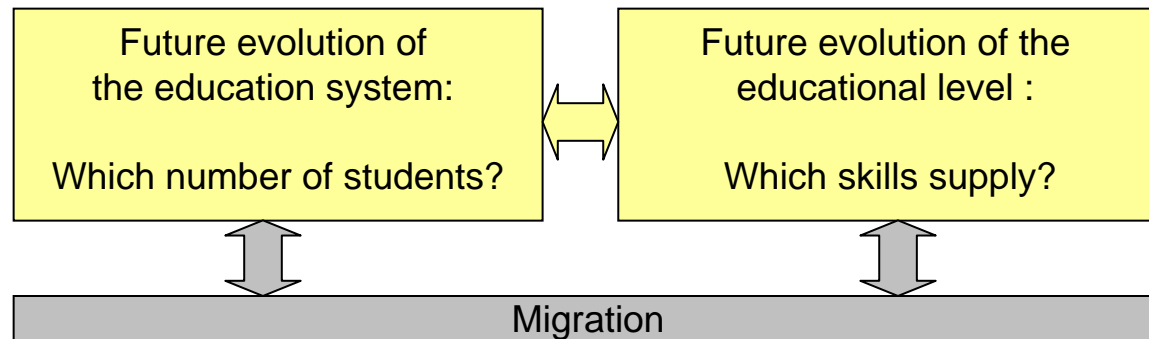 Future evolution of
the education system:
Which number of students?
Future evolution of the
educational level :
Which skills supply?
Migration